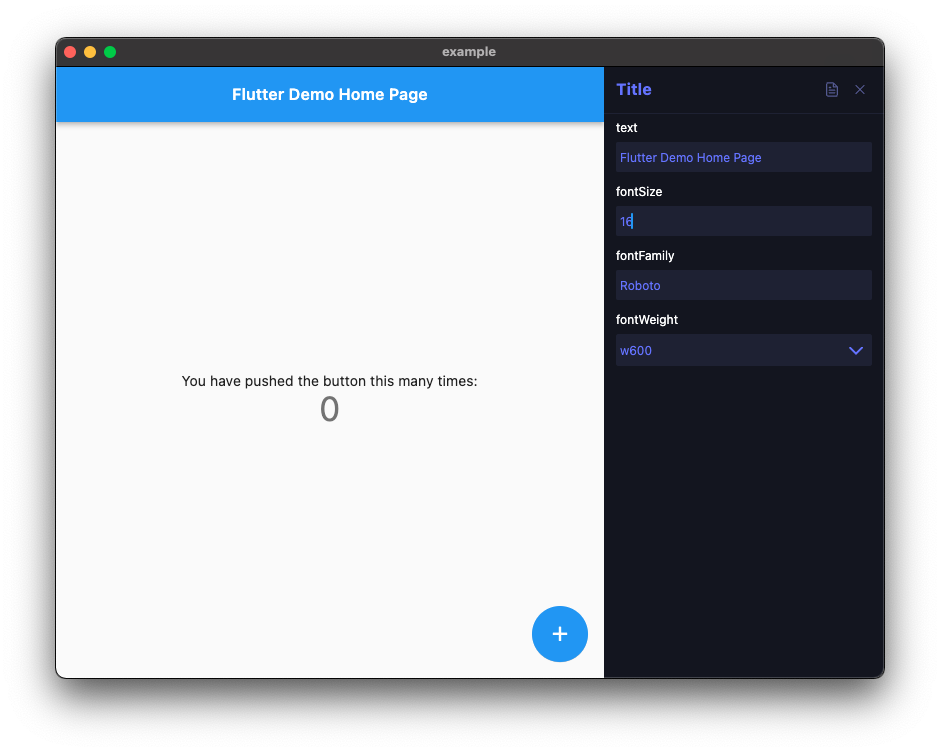 example
Flutter Demo Home Page
You have pushed the button this many times:
0
+
Title
text
Flutter Demo Home Page
fontSize
16
fontFamily
Roboto
fontWeight
w600